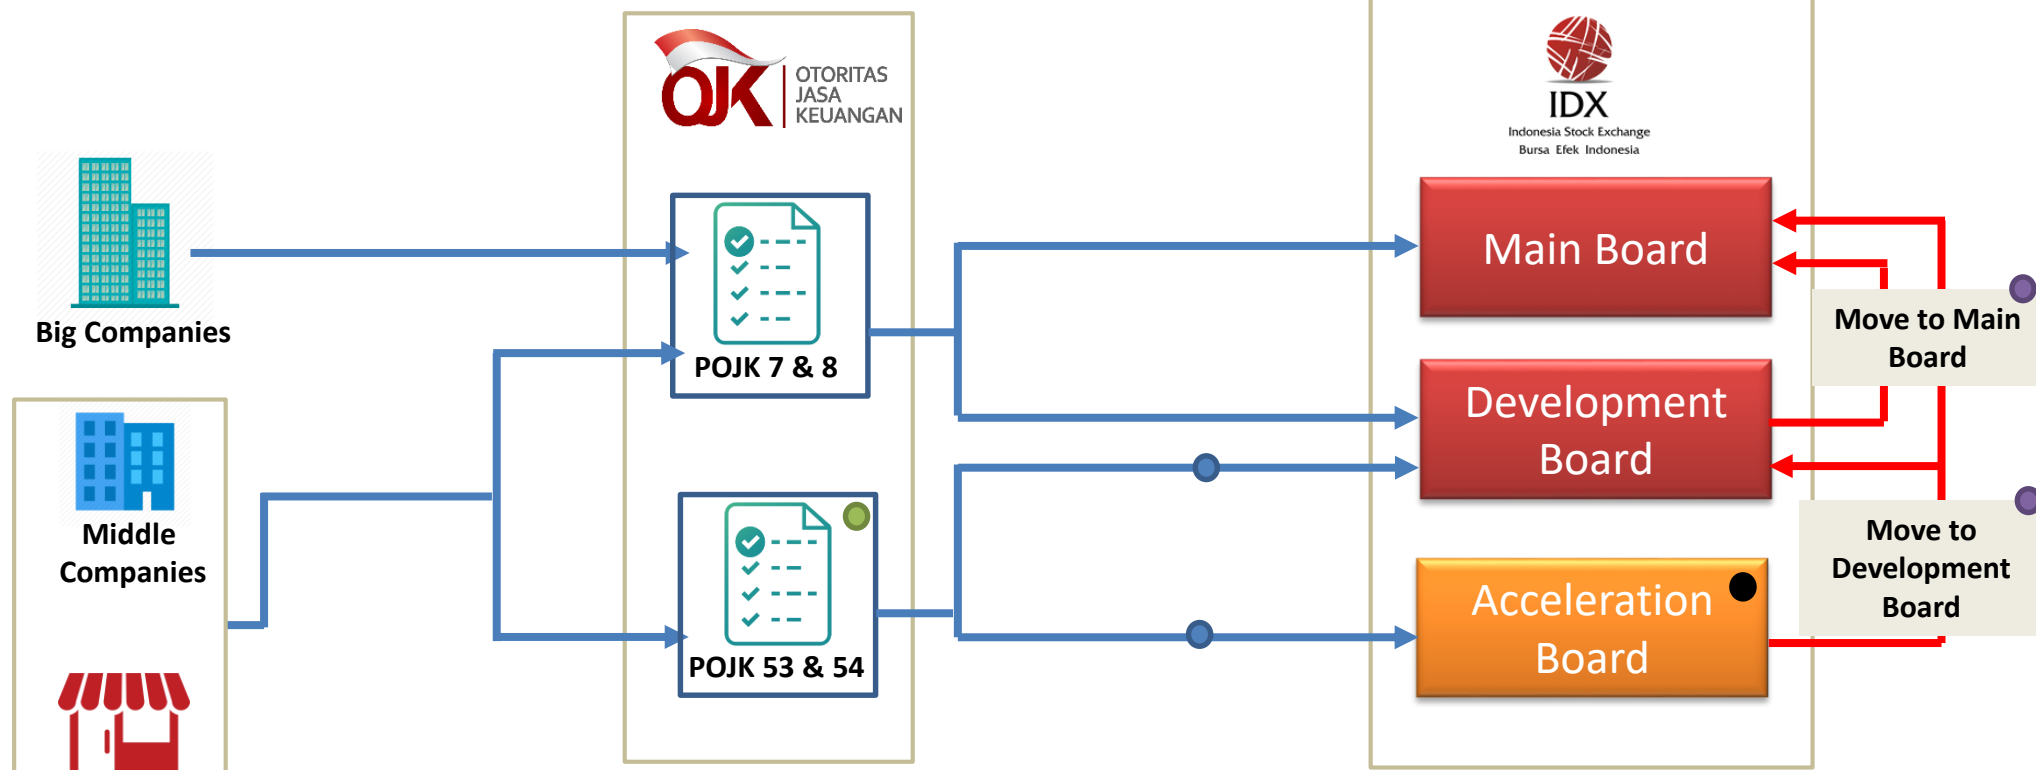 OJK
OTORITAS
JASA
KEUANGAN
IDX
Indonesia Stock Exchange
Bursa Efek Indonesia
Big Companies
POJK 7 & 8
Main Board
Move to Main
Board
Middle
Companies
Development
Board
POJK 53 & 54
Acceleration
Board
Move to
Development
Board